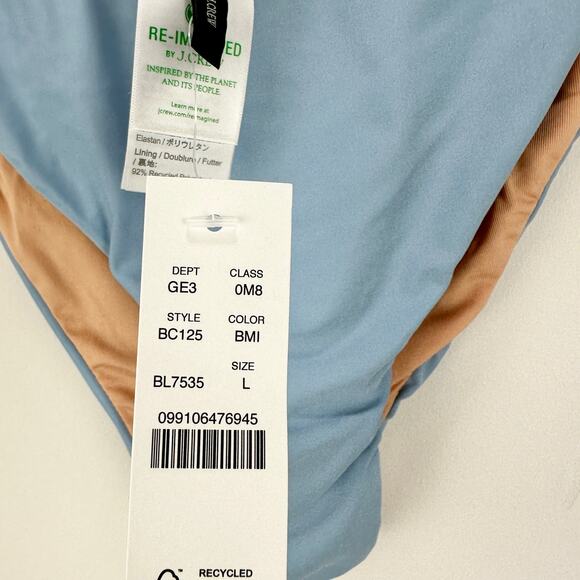 J.CREW
BY J.CREW
INSPIRED BY THE PLANET
AND ITS PEOPLE.
Learn more at
jcrew.com/reimagined
Elastan / ポリウレタン
Lining / Doublure / Futter
/ 裏地:
92% Recycled
DEPT CLASS
GE3 0M8
STYLE COLOR
BC125 BMI
SIZE
BL7535 L
099106476945
™ RECYCLED